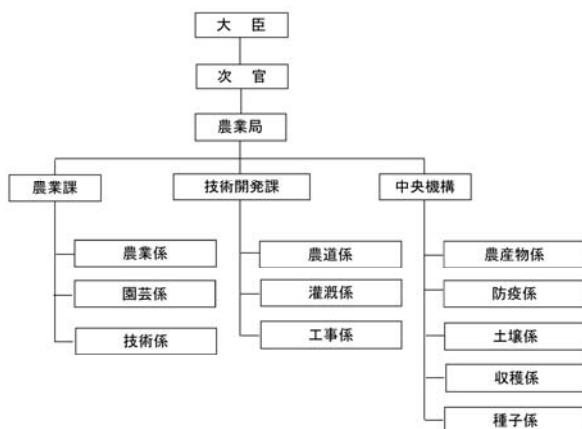 大　臣
次　官
農業局
農業課
技術開発課
中央機構
農業係
園芸係
技術係
農道係
灌漑係
工事係
農産物係
防疫係
土壌係
収穫係
種子係